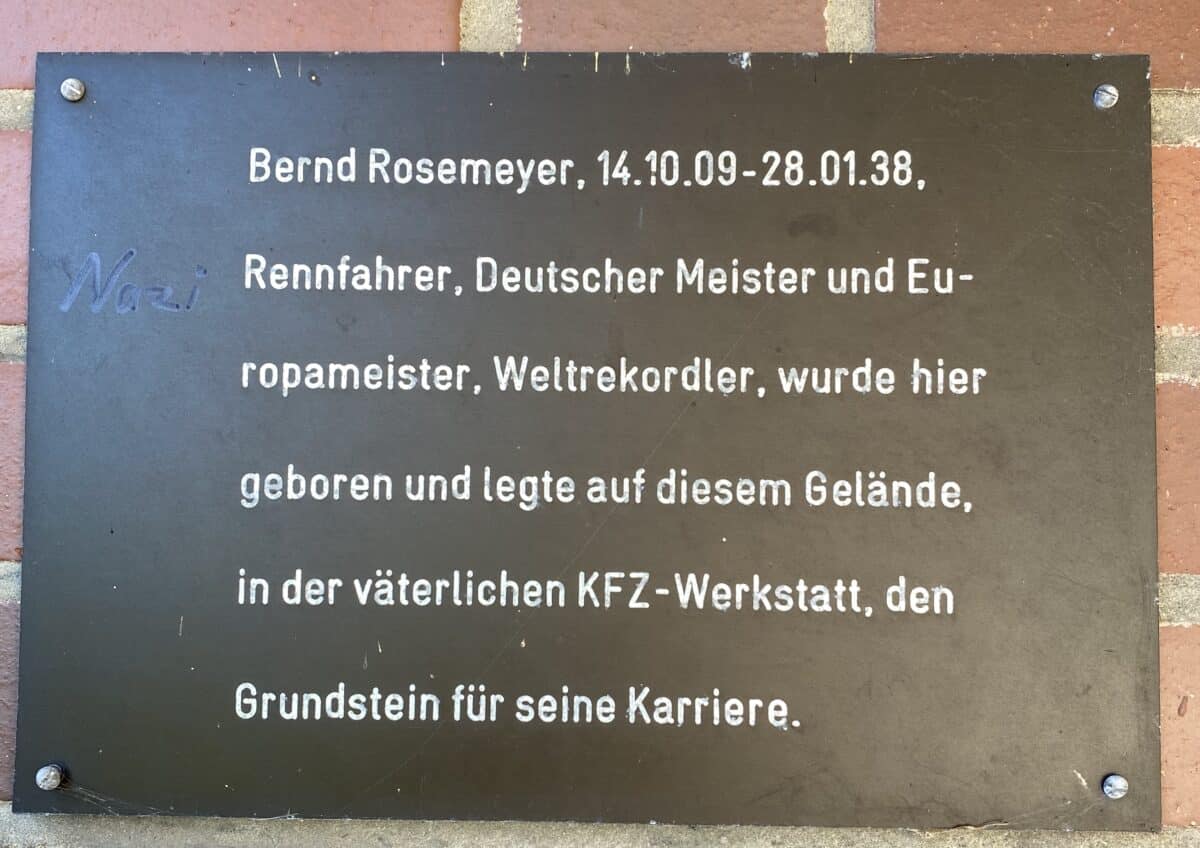 Bernd Rosemeyer, 14.10.09-28.01.38,
Nazi Rennfahrer, Deutscher Meister und Eu-
ropameister, Weltrekordler, wurde hier
geboren und legte auf diesem Gelände,
in der väterlichen KFZ-Werkstatt, den
Grundstein für seine Karriere.